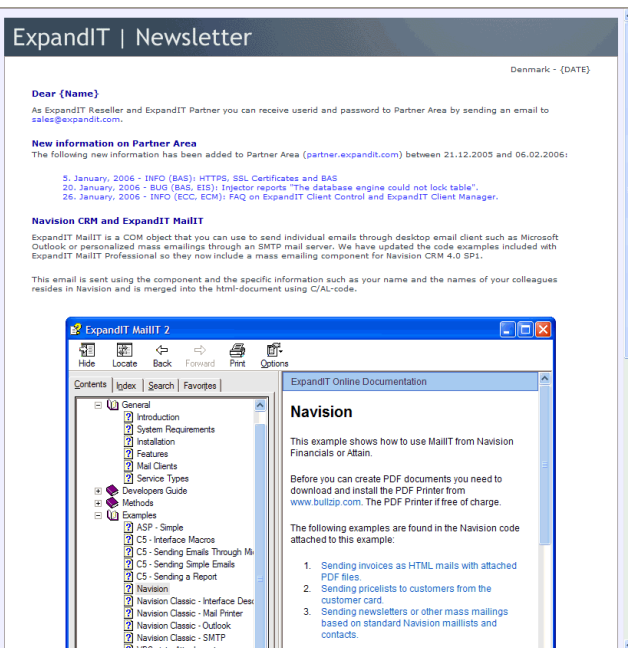 ExpandIT | Newsletter
Denmark - {DATE}
Dear {Name}
As ExpandIT Reseller and ExpandIT Partner you can receive userid and password to Partner Area by sending an email to
sales@expandit.com.
New information on Partner Area
The following new information has been added to Partner Area (partner.expandit.com) between 21.12.2005 and 06.02.2006:
5. January, 2006 - INFO (BAS): HTTPS, SSL Certificates and BAS
20. January, 2006 - BUG (BAS, EIS): Injector reports "The database engine could not lock table".
26. January, 2006 - INFO (ECC, ECM): FAQ on ExpandIT Client Control and ExpandIT Client Manager.
Navision CRM and ExpandIT MailIT
ExpandIT MailIT is a COM object that you can use to send individual emails through desktop email client such as Microsoft
Outlook or personalized mass emailings through an SMTP mail server. We have updated the code examples included with
ExpandIT MailIT Professional so they now include a mass emailing component for Navision CRM 4.0 SP1.
This email is sent using the component and the specific information such as your name and the names of your colleagues
resides in Navision and is merged into the html-document using C/AL-code.
ExpandIT MailIT 2
Hide Locate Back Forward Print Options
Contents Index Search Favorites
General
Introduction
System Requirements
Installation
Features
Mail Clients
Service Types
Developers Guide
Methods
Examples
ASP - Simple
C5 - Interface Macros
C5 - Sending Emails Through
C5 - Sending Simple Emails
C5 - Sending a Report
Navision
Navision Classic - Interface
Navision Classic - Mail Printer
Navision Classic - Outlook
Navision Classic - SMTP
ExpandIT Online Documentation
Navision
This example shows how to use MailIT from Navision
Financials or Attain.
Before you can create PDF documents you need to
download and install the PDF Printer from
www.bullzip.com. The PDF Printer if free of charge.
The following examples are found in the Navision code
attached to this example:
1. Sending invoices as HTML mails with attached
PDF files.
2. Sending pricelists to customers from the
customer card.
3. Sending newsletters or other mass mailings
based on standard Navision maillists and
contacts.